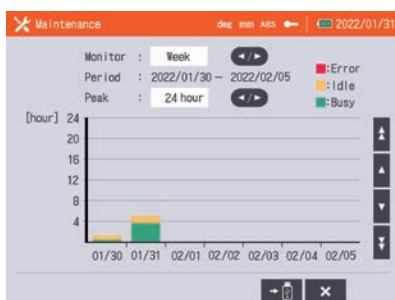 Maintenance deg mm ABS 2022/01/31
Monitor : Week
Period : 2022/01/30 - 2022/02/05
Peak : 24 hour
:Error
:Idle
:Busy
[hour] 24
20
16
12
8
4
01/30 01/31 02/01 02/02 02/03 02/04 02/05